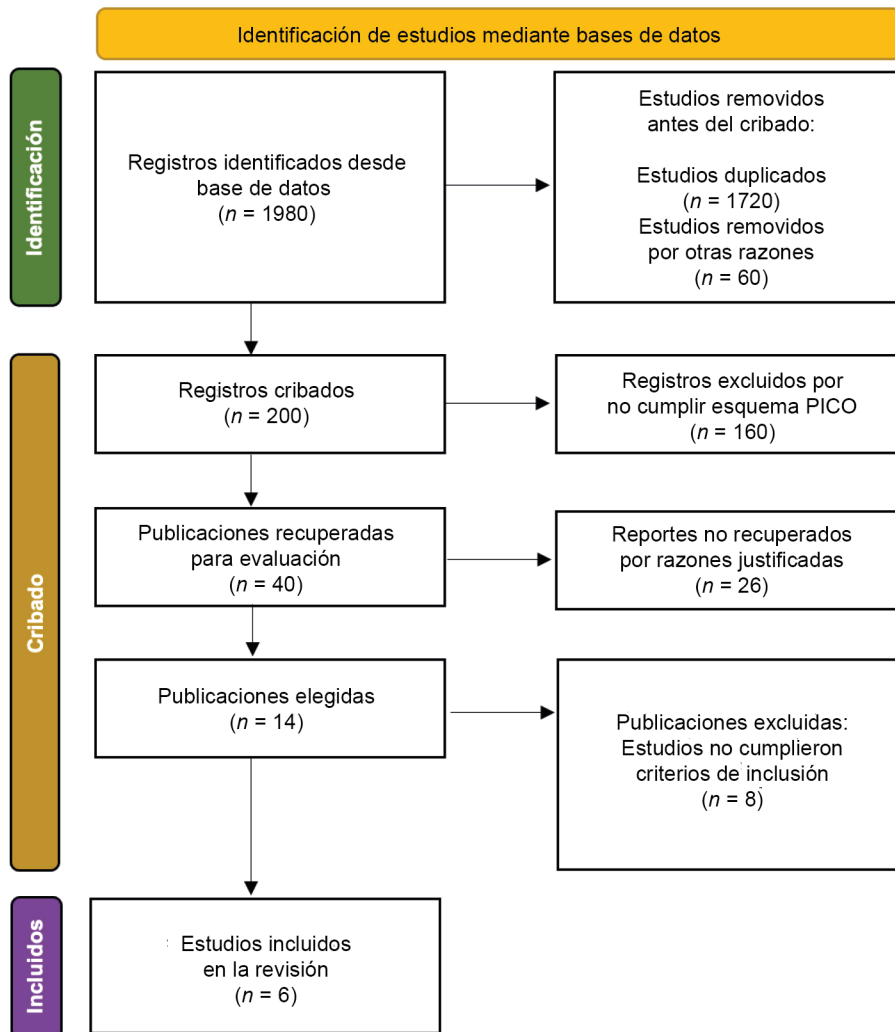 Identificación de estudios mediante bases de datos
Identificación
Registros identificados desde
base de datos
(n = 1980)
Estudios removidos
antes del cribado:
Estudios duplicados
(n = 1720)
Estudios removidos
por otras razones
(n = 60)
Cribado
Registros cribados
(n = 200)
Registros excluidos por
no cumplir esquema PICO
(n = 160)
Publicaciones recuperadas
para evaluación
(n = 40)
Reportes no recuperados
por razones justificadas
(n = 26)
Publicaciones elegidas
(n = 14)
Publicaciones excluidas:
Estudios no cumplieron
criterios de inclusión
(n = 8)
Incluidos
Estudios incluidos
en la revisión
(n = 6)